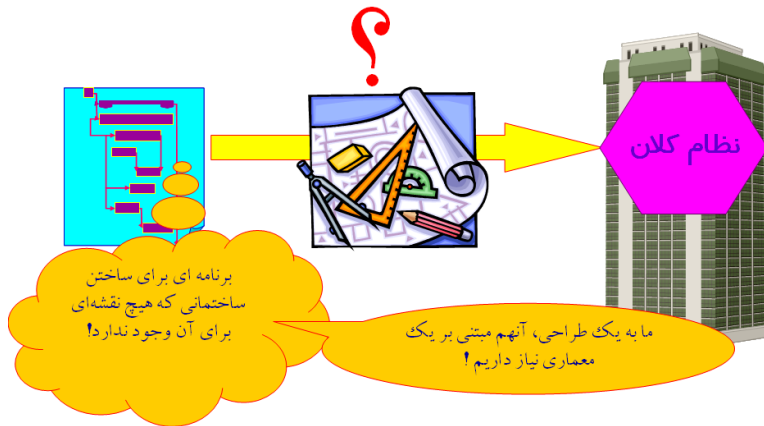 ؟
نظام کلان
برنامه ای برای ساختن
ساختمانی که هیچ نقشه‌ای
برای آن وجود ندارد!
ما به یک طراحی، آنهم مبتنی بر یک
معماری نیاز داریم !